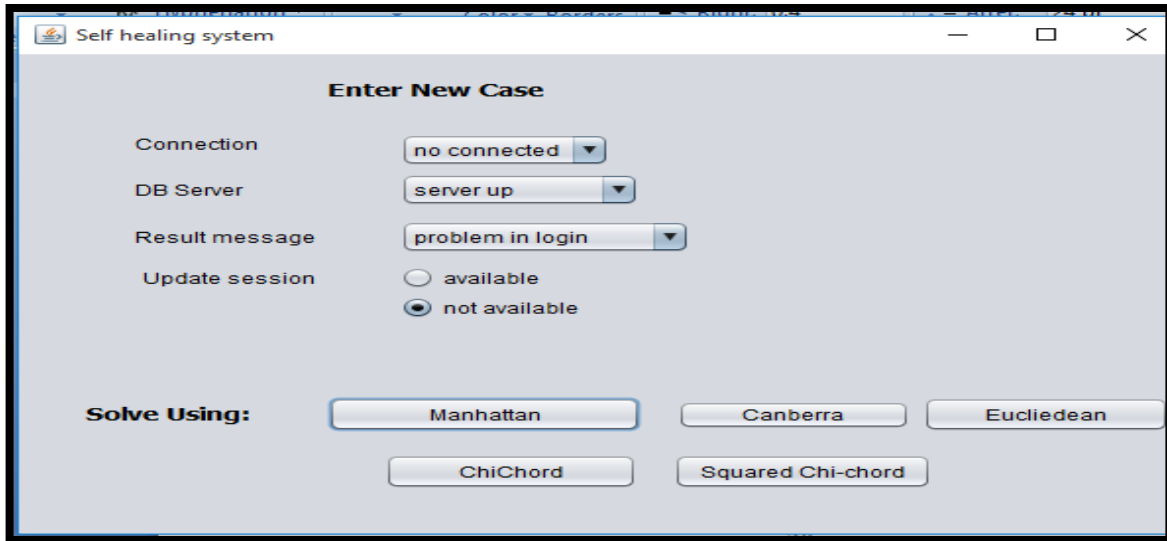 Self healing system
Enter New Case
Connection no connected
DB Server server up
Result message problem in login
Update session available
not available
Solve Using: Manhattan Canberra Eucliedean
ChiChord Squared Chi-chord